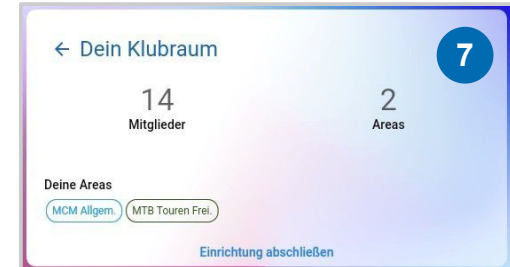 ← Dein Klubraum
7
14
2
Mitglieder
Areas
Deine Areas
MCM Allgem.
MTB Touren Frei.
Einrichtung abschließen